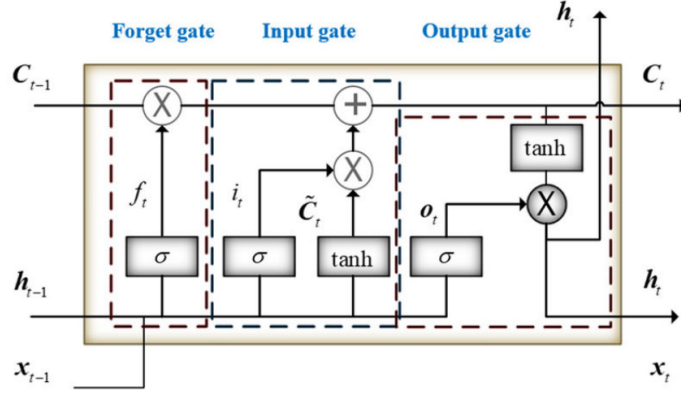 h_t
Forget gate Input gate Output gate
C_{t-1} C_t
X +
tanh
X
f_t i_t C̃_t o_t X
σ σ tanh σ
h_{t-1} h_t
x_{t-1} x_t